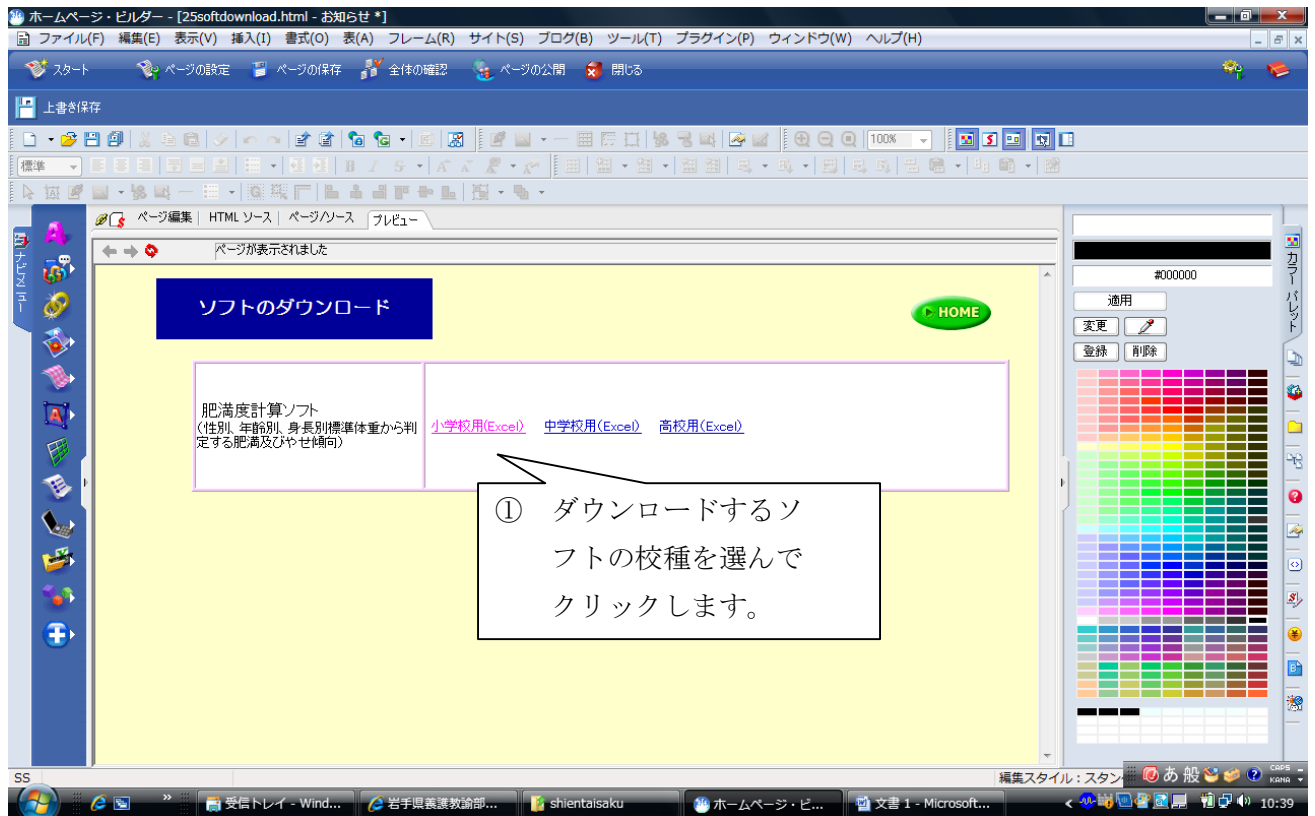 ホームページ・ビルダー - [25softdownload.html - お知らせ *]
ファイル(F) 編集(E) 表示(V) 挿入(I) 書式(O) 表(A) フレーム(R) サイト(S) ブログ(B) ツール(T) プラグイン(P) ウィンドウ(W) ヘルプ(H)
スタート ページの設定 ページの保存 全体の確認 ページの公開 閉じる
上書き保存
100%
標準
ページ編集 HTML ソース ページ/ソース プレビュー
ナビメニュー
ページが表示されました
#000000
適用
変更
登録 削除
カラー パレット
ソフトのダウンロード
HOME
肥満度計算ソフト
(性別、年齢別、身長別標準体重から判
定する肥満及びやせ傾向)
小学校用(Excel) 中学校用(Excel) 高校用(Excel)
① ダウンロードするソ
フトの校種を選んで
クリックします。
SS
編集スタイル : スタン
あ 般 CAPS KANA
受信トレイ - Wind... 岩手県養護教諭部... shientaisaku ホームページ・ビ... 文書 1 - Microsoft...
10:39